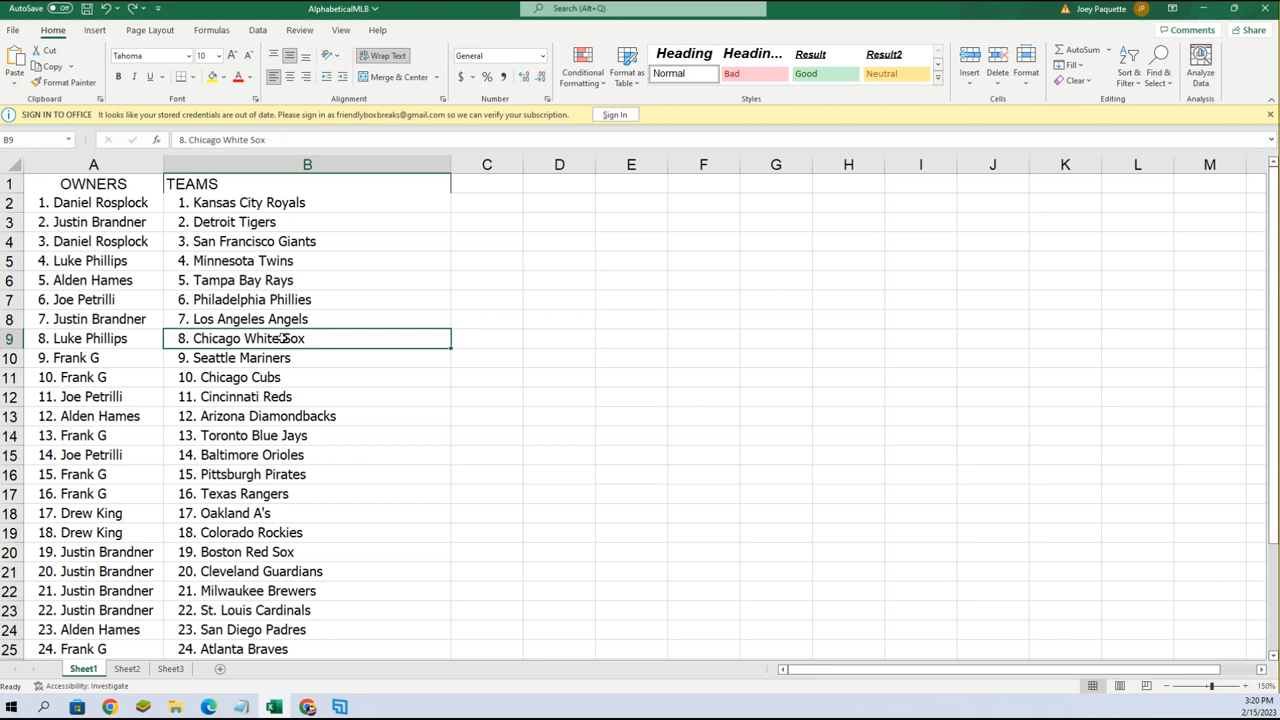 AutoSave Off AlphabeticalMLB Search (Alt+Q) Joey Paquette JP
File Home Insert Page Layout Formulas Data Review View Help Comments Share
Paste Cut Copy Format Painter Clipboard
Tahoma 10 B I U A Font
Wrap Text Merge & Center Alignment
General $ % , Number
Conditional Formatting Format as Table
Heading Headin... Result Result2
Normal Bad Good Neutral
Styles
Insert Delete Format Cells
AutoSum Fill Clear Sort & Filter Find & Select Editing
Analyze Data Analysis
SIGN IN TO OFFICE It looks like your stored credentials are out of date. Please sign in as friendlyboxbreaks@gmail.com so we can verify your subscription. Sign In
B9 fx 8. Chicago White Sox
A B C D E F G H I J K L M
1 OWNERS TEAMS
2 1. Daniel Rosplock 1. Kansas City Royals
3 2. Justin Brandner 2. Detroit Tigers
4 3. Daniel Rosplock 3. San Francisco Giants
5 4. Luke Phillips 4. Minnesota Twins
6 5. Alden Hames 5. Tampa Bay Rays
7 6. Joe Petrilli 6. Philadelphia Phillies
8 7. Justin Brandner 7. Los Angeles Angels
9 8. Luke Phillips 8. Chicago White Sox
10 9. Frank G 9. Seattle Mariners
11 10. Frank G 10. Chicago Cubs
12 11. Joe Petrilli 11. Cincinnati Reds
13 12. Alden Hames 12. Arizona Diamondbacks
14 13. Frank G 13. Toronto Blue Jays
15 14. Joe Petrilli 14. Baltimore Orioles
16 15. Frank G 15. Pittsburgh Pirates
17 16. Frank G 16. Texas Rangers
18 17. Drew King 17. Oakland A's
19 18. Drew King 18. Colorado Rockies
20 19. Justin Brandner 19. Boston Red Sox
21 20. Justin Brandner 20. Cleveland Guardians
22 21. Justin Brandner 21. Milwaukee Brewers
23 22. Justin Brandner 22. St. Louis Cardinals
24 23. Alden Hames 23. San Diego Padres
25 24. Frank G 24. Atlanta Braves
Sheet1 Sheet2 Sheet3
Ready Accessibility: Investigate 150%
3:20 PM
2/15/2023